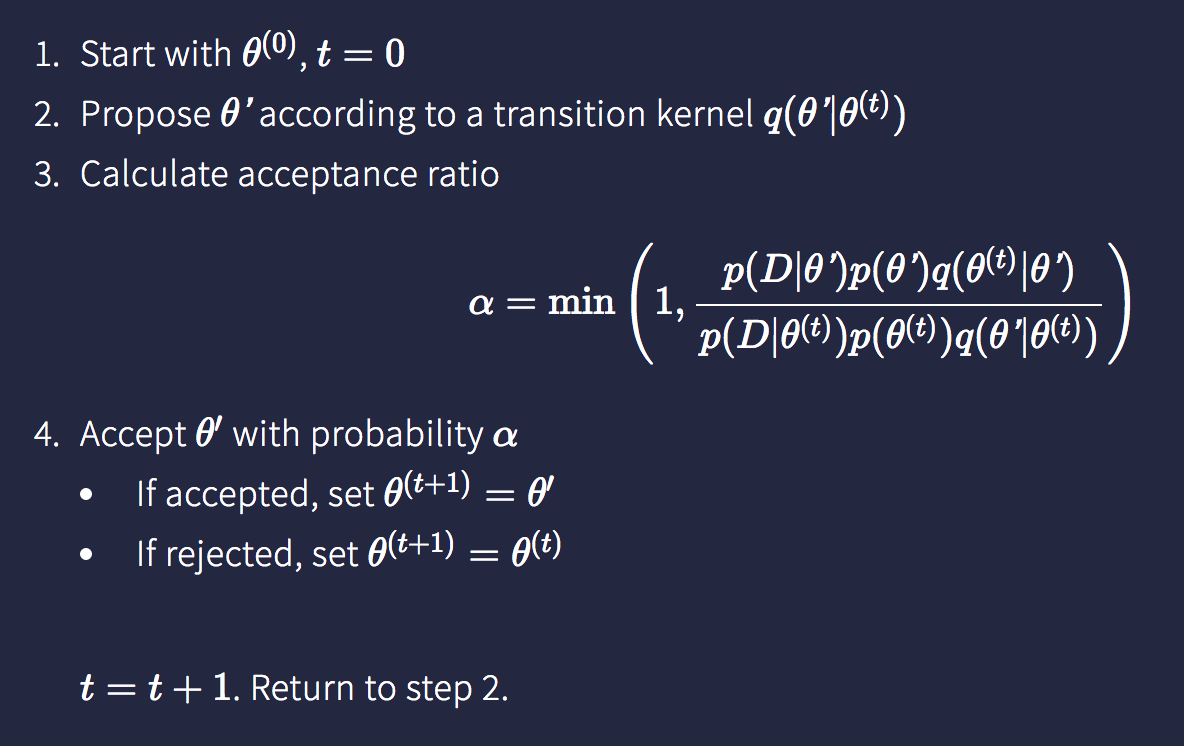 1. Start with θ⁽⁰⁾, t = 0
2. Propose θ' according to a transition kernel q(θ'|θ⁽ᵗ⁾)
3. Calculate acceptance ratio
α = min(1, p(D|θ')p(θ')q(θ⁽ᵗ⁾|θ') / p(D|θ⁽ᵗ⁾)p(θ⁽ᵗ⁾)q(θ'|θ⁽ᵗ⁾))
4. Accept θ′ with probability α
• If accepted, set θ⁽ᵗ⁺¹⁾ = θ′
• If rejected, set θ⁽ᵗ⁺¹⁾ = θ⁽ᵗ⁾
t = t + 1. Return to step 2.